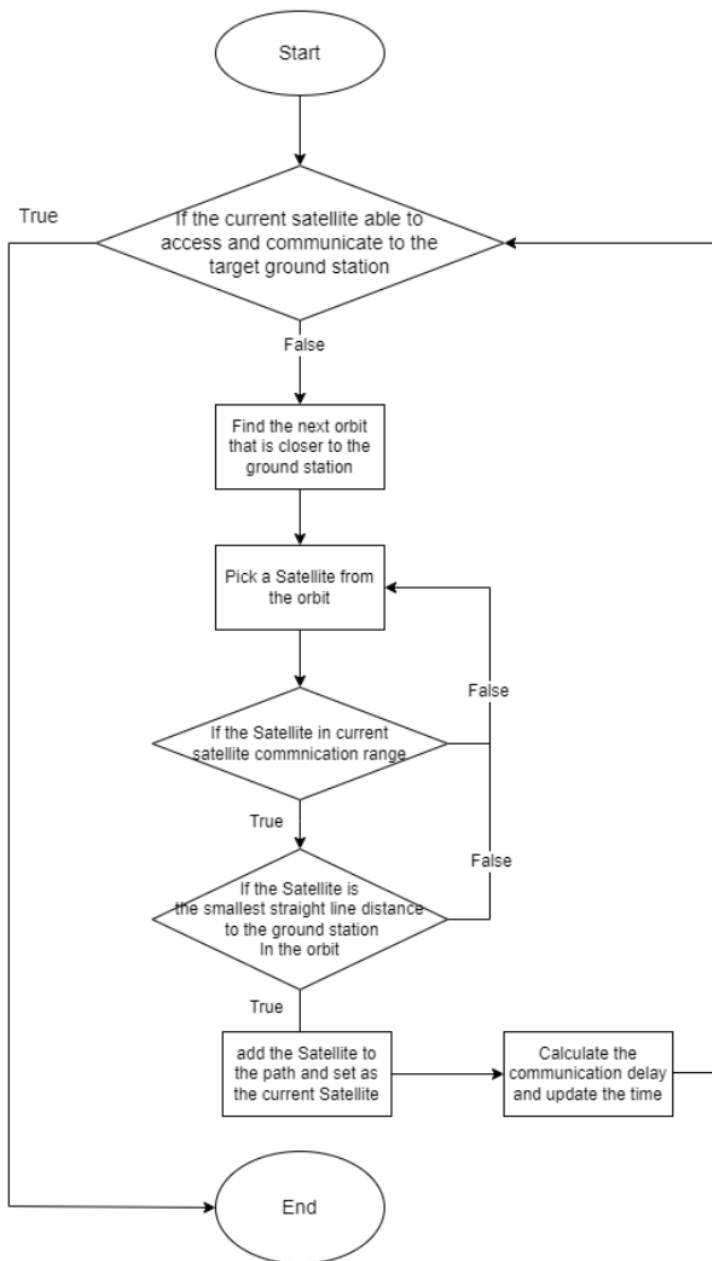 Start
True
If the current satellite able to
access and communicate to the
target ground station
False
Find the next orbit
that is closer to the
ground station
Pick a Satellite from
the orbit
False
If the Satellite in current
satellite commnication range
True
False
If the Satellite is
the smallest straight line distance
to the ground station
In the orbit
True
add the Satellite to
the path and set as
the current Satellite
Calculate the
communication delay
and update the time
End